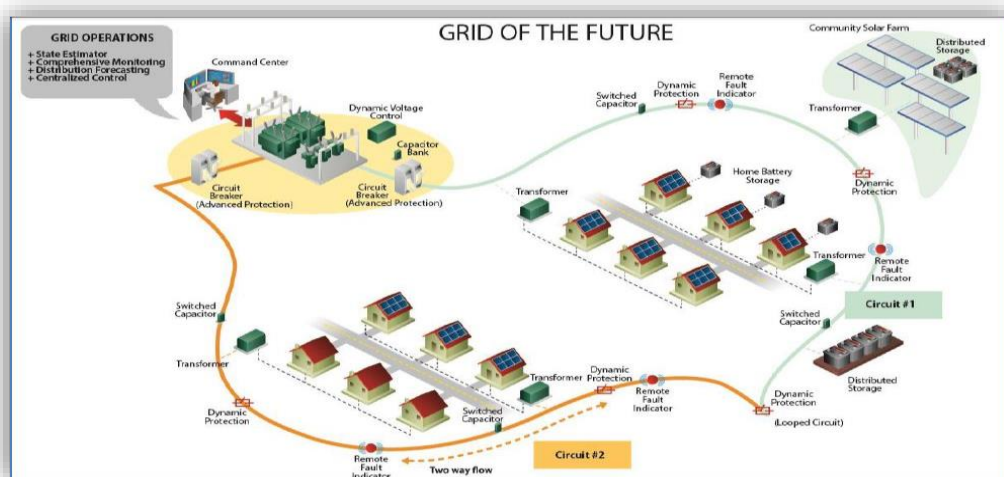 GRID OF THE FUTURE
GRID OPERATIONS
+ State Estimator
+ Comprehensive Monitoring
+ Distribution Forecasting
+ Centralized Control
Command Center
Dynamic Voltage
Control
Capacitor
Bank
Circuit
Breaker
(Advanced Protection)
Circuit
Breaker
(Advanced Protection)
Switched
Capacitor
Dynamic
Protection
Remote
Fault
Indicator
Community Solar Farm
Distributed
Storage
Transformer
Dynamic
Protection
Home Battery
Storage
Transformer
Transformer
Remote
Fault
Indicator
Circuit #1
Switched
Capacitor
Distributed
Storage
Dynamic
Protection
(Looped Circuit)
Switched
Capacitor
Transformer
Dynamic
Protection
Transformer
Dynamic
Protection
Remote
Fault
Indicator
Switched
Capacitor
Remote
Fault
Indicator
Two way flow
Circuit #2